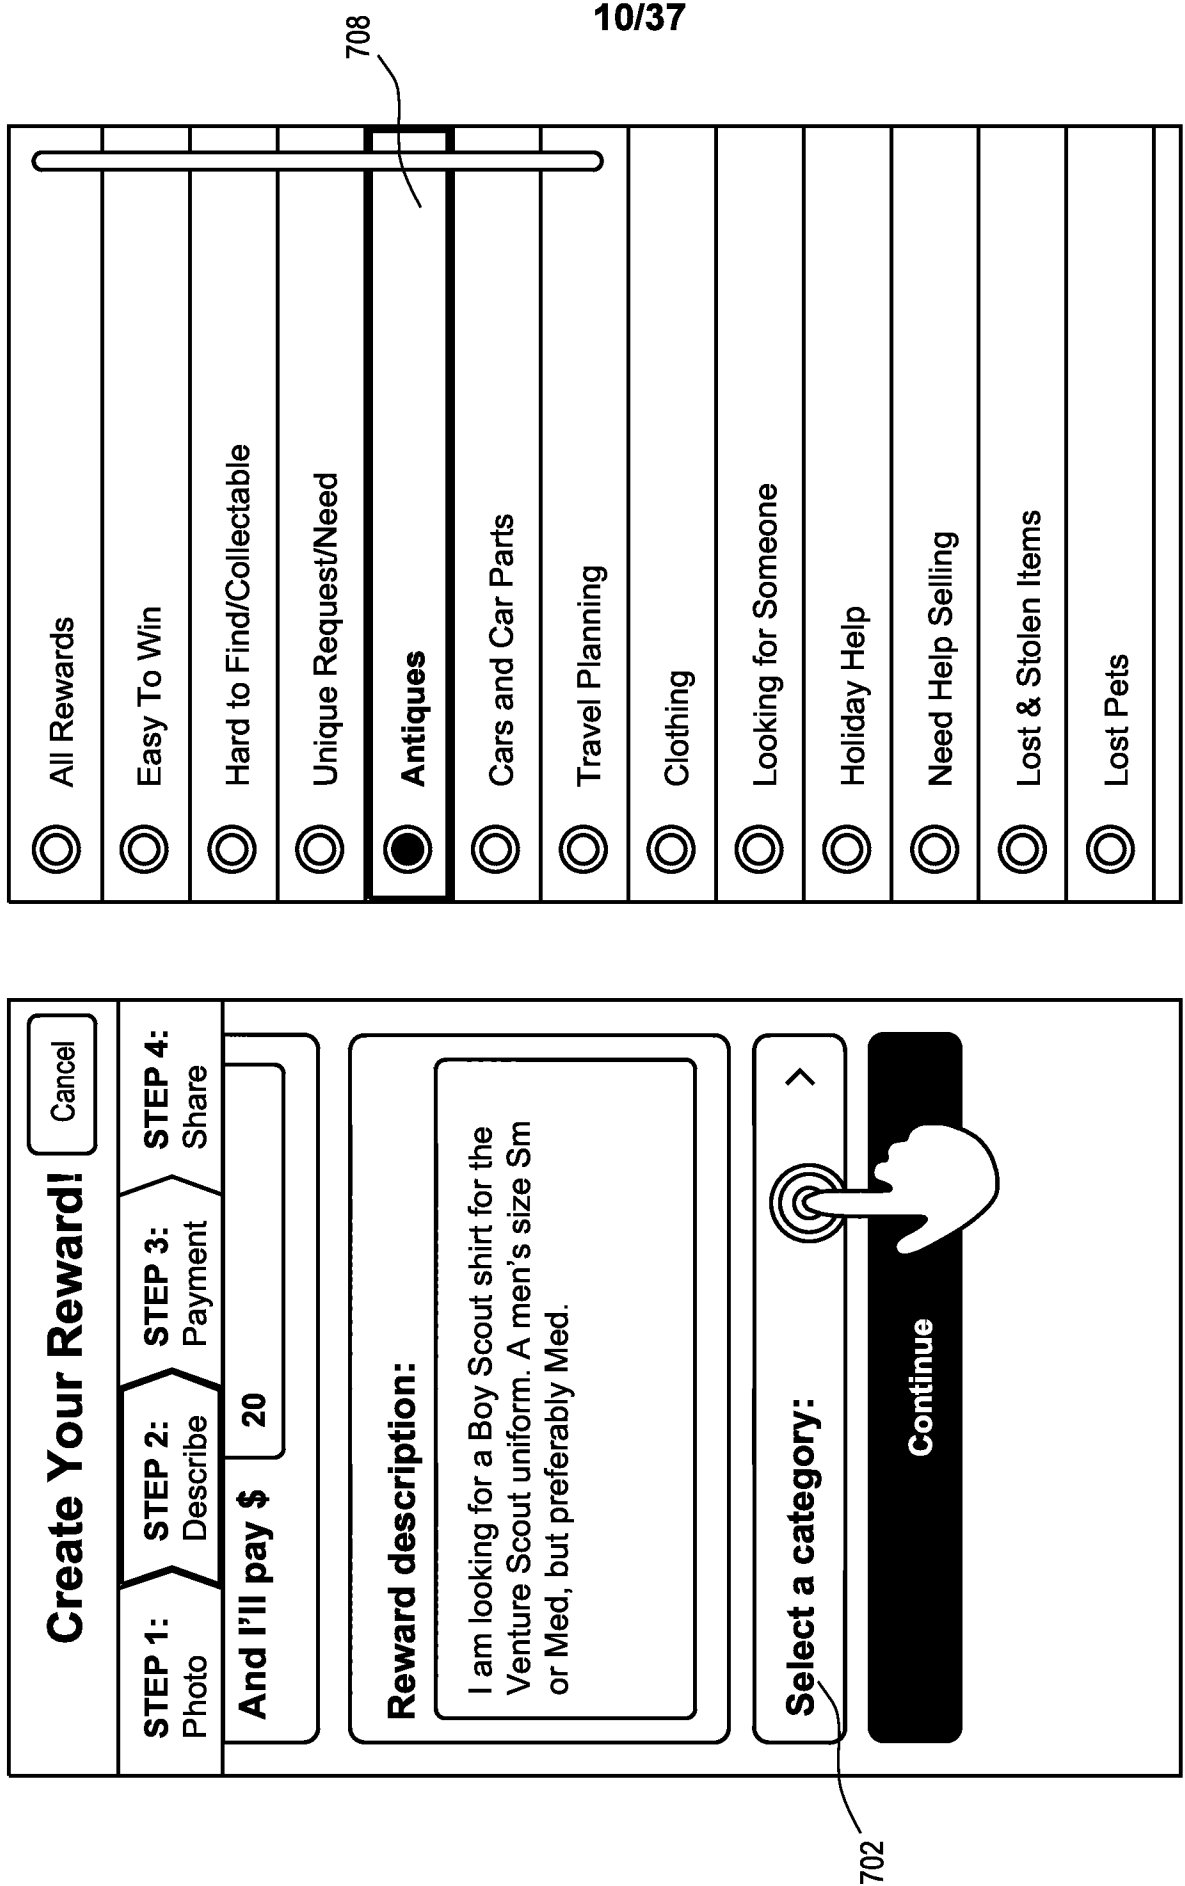 10/37
Create Your Reward!
Cancel
STEP 1:
Photo
STEP 2:
Describe
STEP 3:
Payment
STEP 4:
Share
And I'll pay $
20
Reward description:
I am looking for a Boy Scout shirt for the
Venture Scout uniform. A men's size Sm
or Med, but preferably Med.
Select a category:
>
Continue
702
All Rewards
Easy To Win
Hard to Find/Collectable
Unique Request/Need
Antiques
Cars and Car Parts
Travel Planning
Clothing
Looking for Someone
Holiday Help
Need Help Selling
Lost & Stolen Items
Lost Pets
708